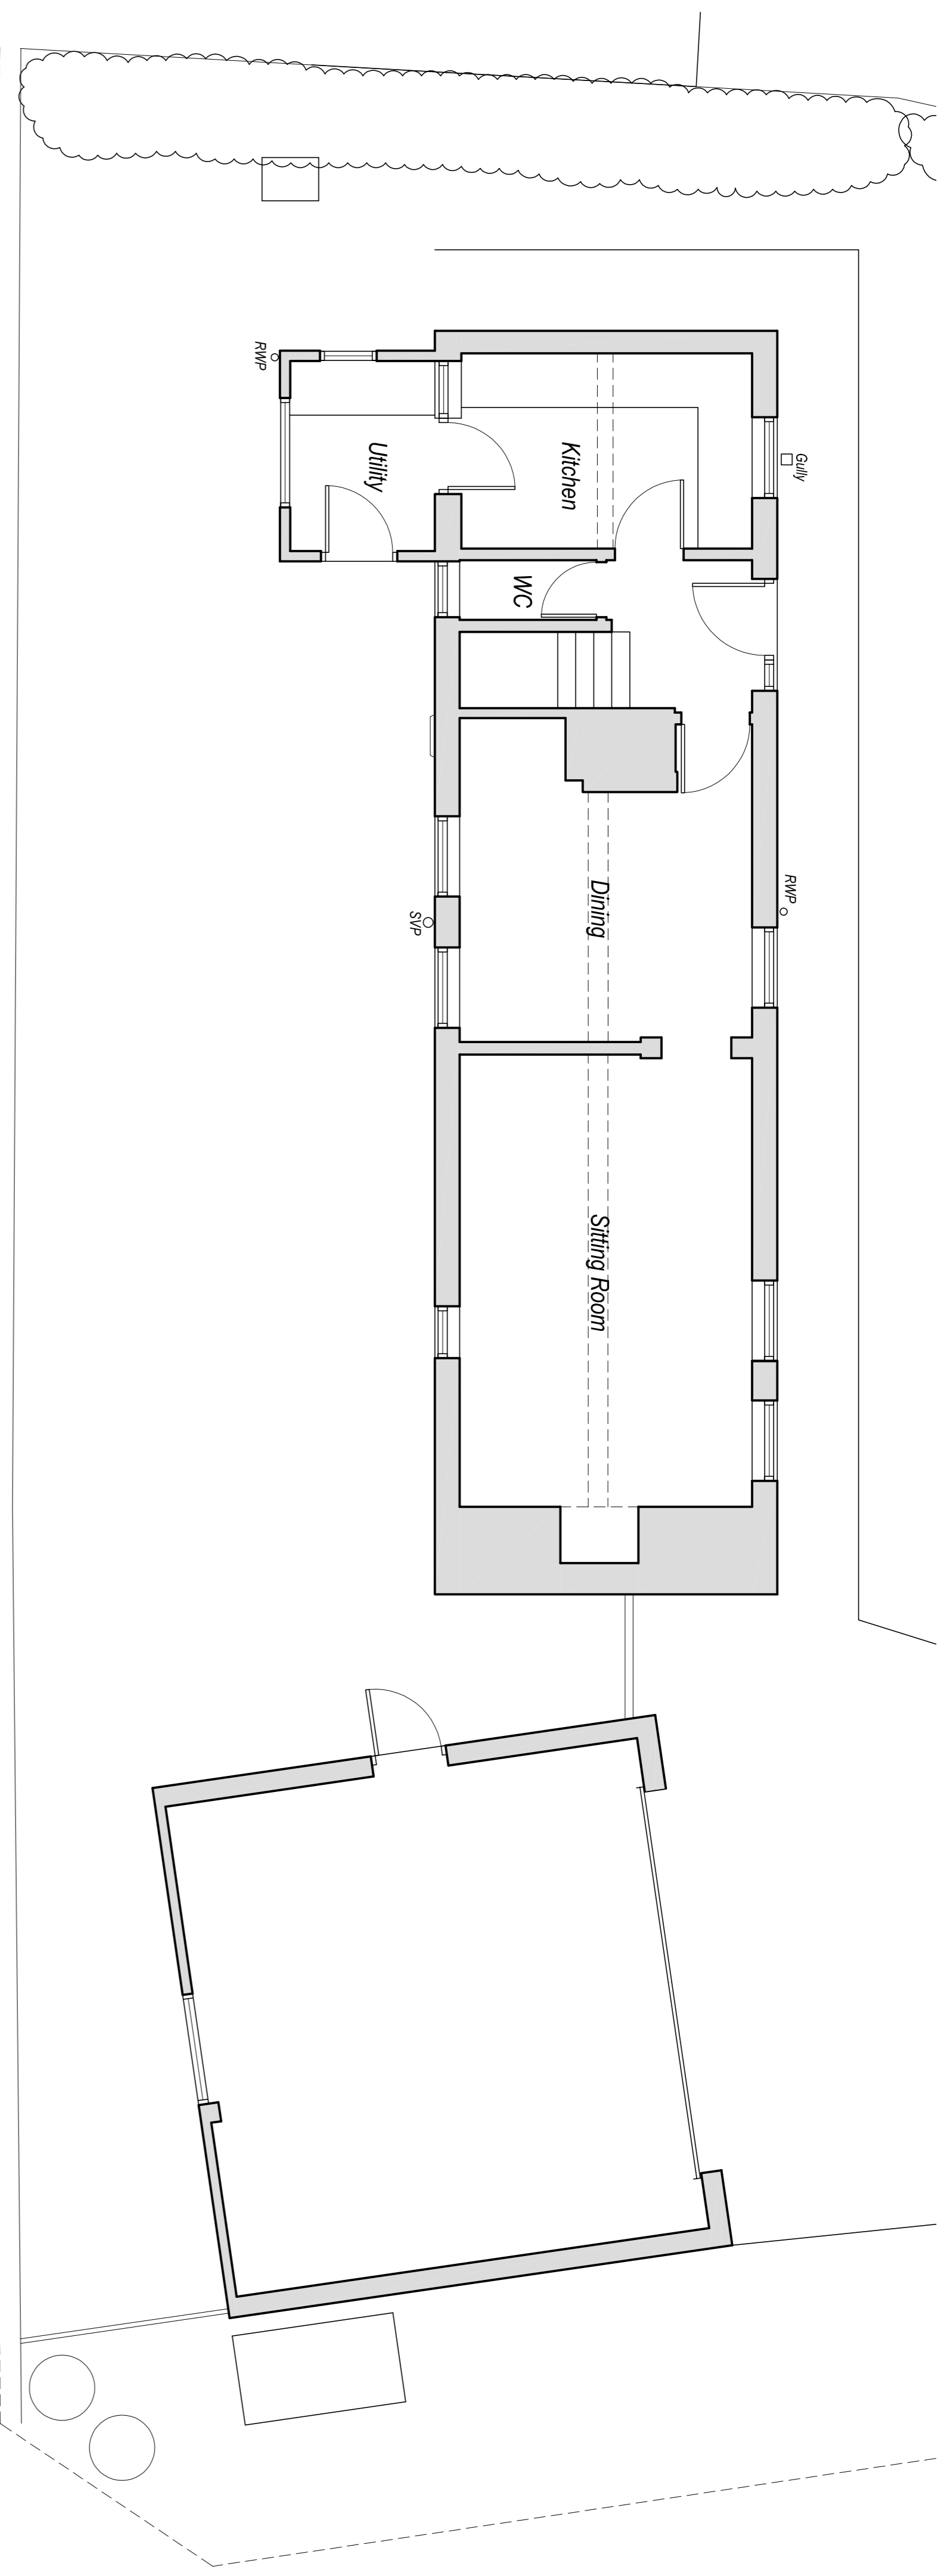 RWP
Utility
Kitchen
Gully
WC
Dining
RWP
SVP
Sitting Room